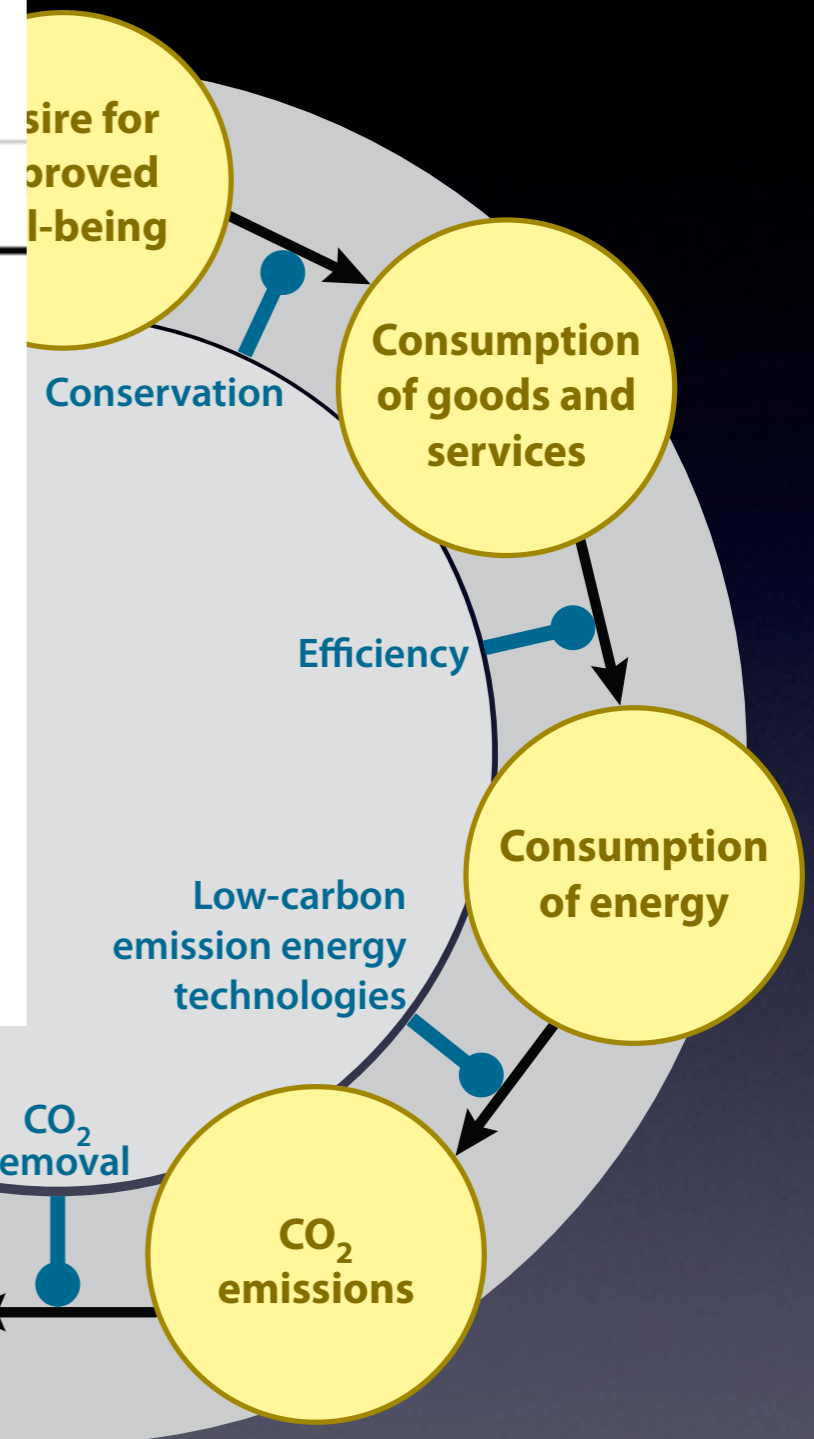 sire for
proved
l-being
Conservation
Consumption
of goods and
services
Efficiency
Consumption
of energy
Low-carbon
emission energy
technologies
CO₂
emoval
CO₂
emissions